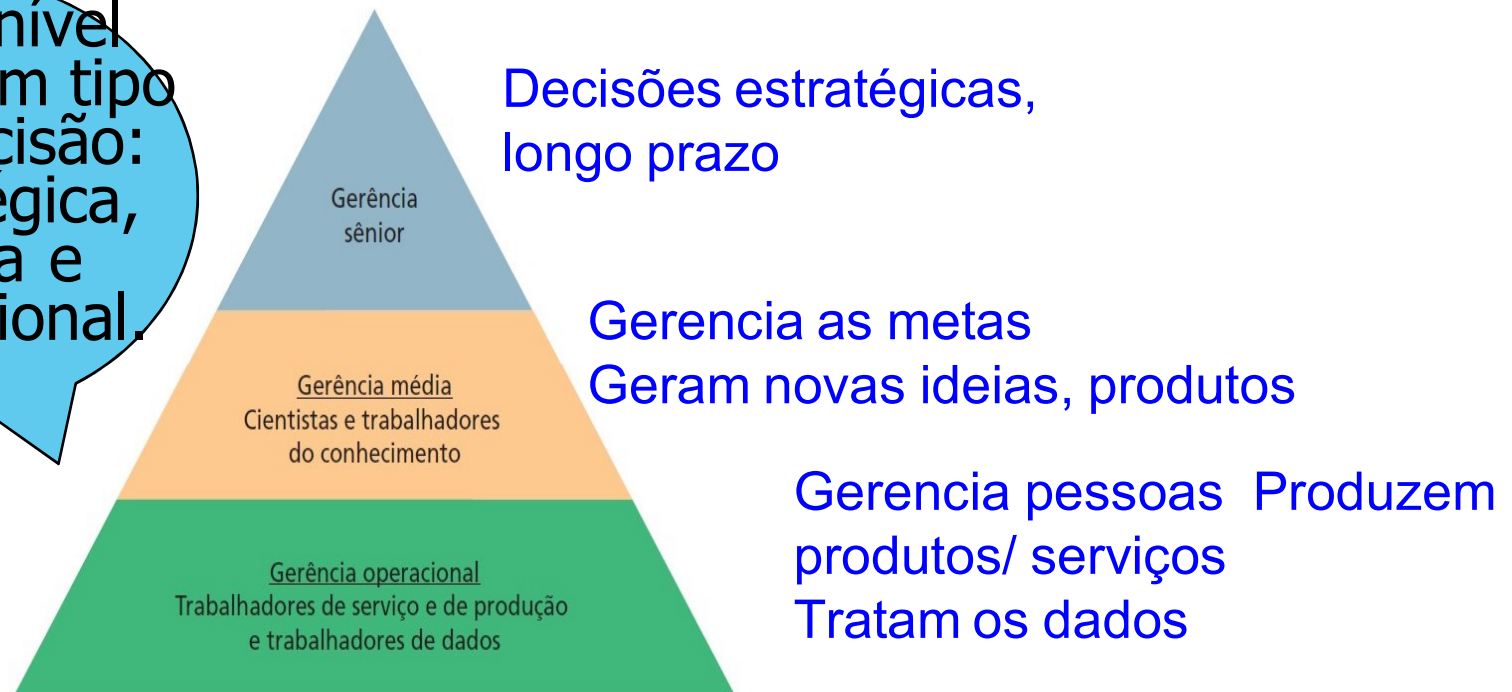 nível
m tipo
cisão:
égica,
a e
ional.
Decisões estratégicas,
longo prazo
Gerência
sênior
Gerencia as metas
Geram novas ideias, produtos
Gerência média
Cientistas e trabalhadores
do conhecimento
Gerencia pessoas Produzem
produtos/ serviços
Tratam os dados
Gerência operacional
Trabalhadores de serviço e de produção
e trabalhadores de dados